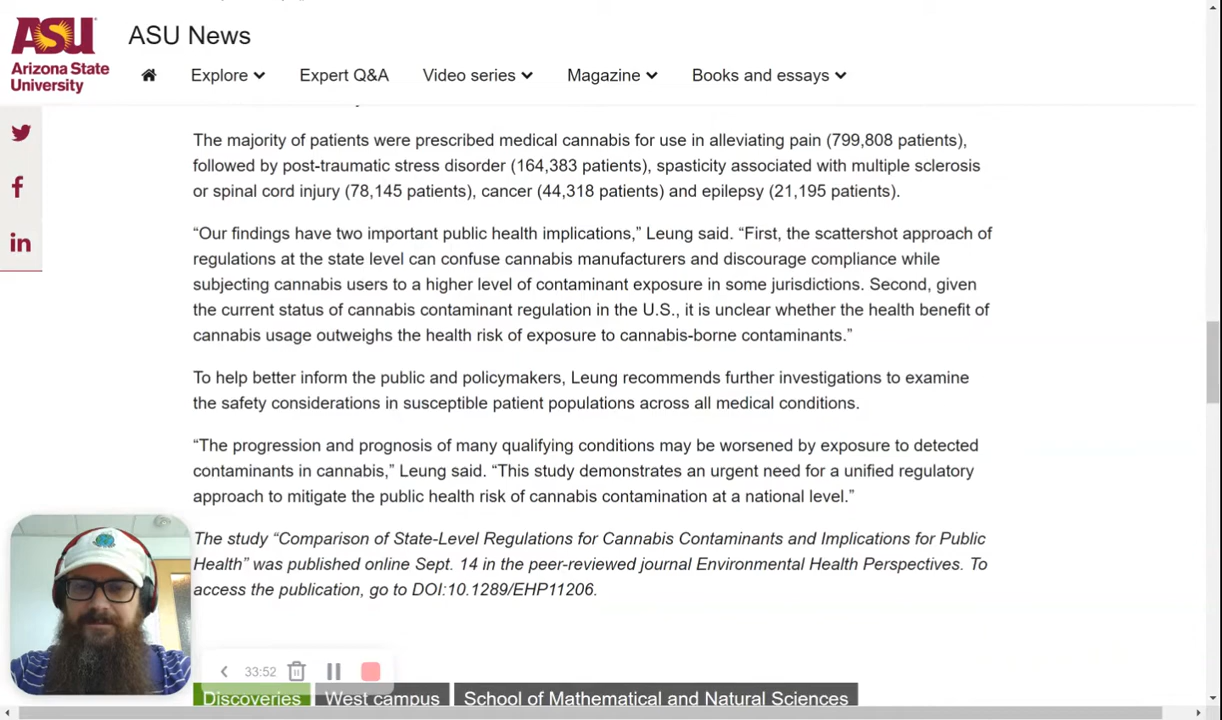 ASU
Arizona State
University
ASU News
Explore
Expert Q&A
Video series
Magazine
Books and essays
The majority of patients were prescribed medical cannabis for use in alleviating pain (799,808 patients),
followed by post-traumatic stress disorder (164,383 patients), spasticity associated with multiple sclerosis
or spinal cord injury (78,145 patients), cancer (44,318 patients) and epilepsy (21,195 patients).
“Our findings have two important public health implications,” Leung said. “First, the scattershot approach of
regulations at the state level can confuse cannabis manufacturers and discourage compliance while
subjecting cannabis users to a higher level of contaminant exposure in some jurisdictions. Second, given
the current status of cannabis contaminant regulation in the U.S., it is unclear whether the health benefit of
cannabis usage outweighs the health risk of exposure to cannabis-borne contaminants.”
To help better inform the public and policymakers, Leung recommends further investigations to examine
the safety considerations in susceptible patient populations across all medical conditions.
“The progression and prognosis of many qualifying conditions may be worsened by exposure to detected
contaminants in cannabis,” Leung said. “This study demonstrates an urgent need for a unified regulatory
approach to mitigate the public health risk of cannabis contamination at a national level.”
The study “Comparison of State-Level Regulations for Cannabis Contaminants and Implications for Public
Health” was published online Sept. 14 in the peer-reviewed journal Environmental Health Perspectives. To
access the publication, go to DOI:10.1289/EHP11206.
33:52
Discoveries
West campus
School of Mathematical and Natural Sciences